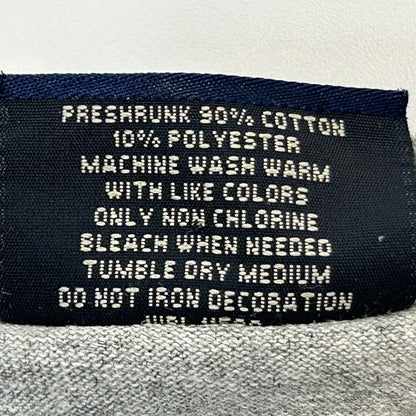 PRESHRUNK 90% COTTON
10% POLYESTER
MACHINE WASH WARM
WITH LIKE COLORS
ONLY NON CHLORINE
BLEACH WHEN NEEDED
TUMBLE DRY MEDIUM
DO NOT IRON DECORATION